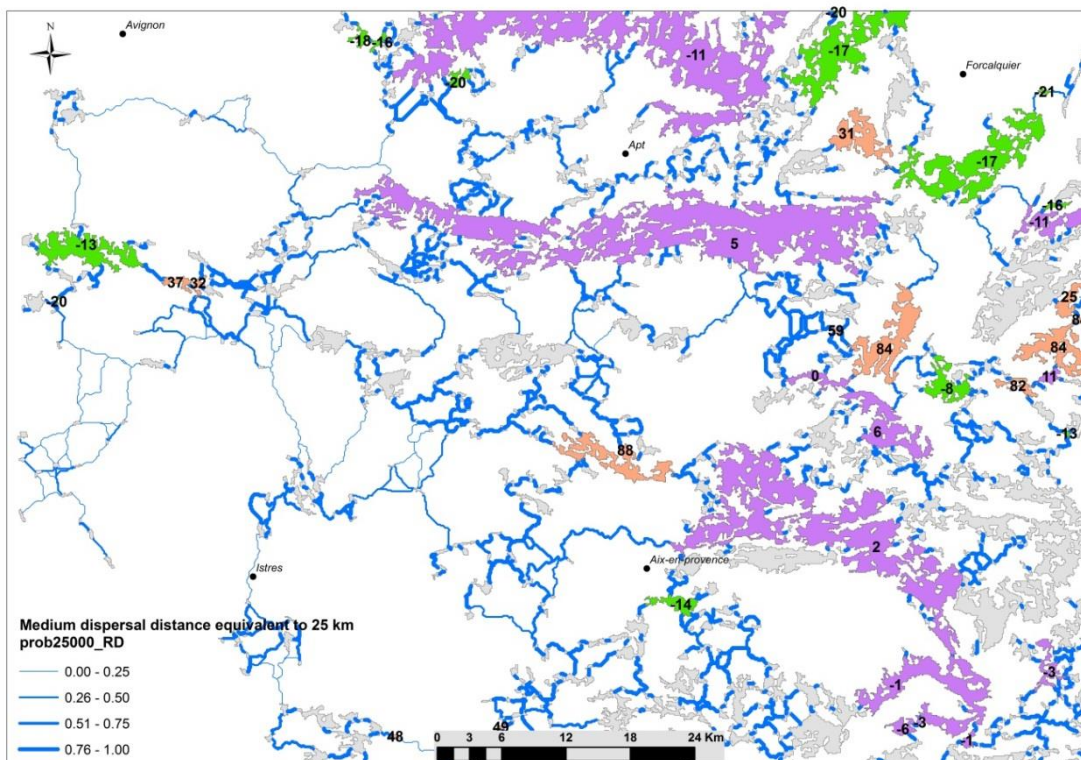 N
Avignon
-18
-16
-20
-11
-17
Forcalquier
20
-21
31
Apt
-17
-16
-11
-13
5
37
32
-20
25
59
84
84
0
82
11
-8
6
-13
88
2
Istres
Aix-en-provence
-14
Medium dispersal distance equivalent to 25 km
prob25000_RD
0.00 - 0.25
0.26 - 0.50
0.51 - 0.75
0.76 - 1.00
-3
-1
-3
-6
-1
48
49
0 3 6 12 18 24 Km